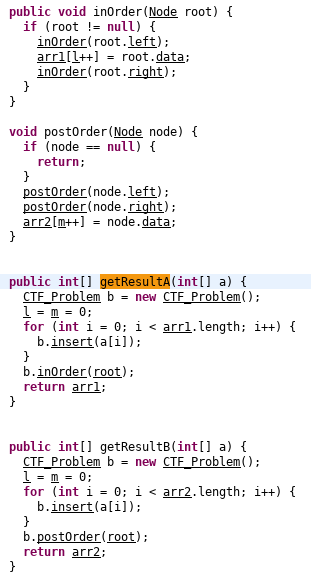 public void inOrder(Node root) {
  if (root != null) {
    inOrder(root.left);
    arr1[l++] = root.data;
    inOrder(root.right);
  }
}

void postOrder(Node node) {
  if (node == null) {
    return;
  }
  postOrder(node.left);
  postOrder(node.right);
  arr2[m++] = node.data;
}


public int[] getResultA(int[] a) {
  CTF_Problem b = new CTF_Problem();
  l = m = 0;
  for (int i = 0; i < arr1.length; i++) {
    b.insert(a[i]);
  }
  b.inOrder(root);
  return arr1;
}


public int[] getResultB(int[] a) {
  CTF_Problem b = new CTF_Problem();
  l = m = 0;
  for (int i = 0; i < arr2.length; i++) {
    b.insert(a[i]);
  }
  b.postOrder(root);
  return arr2;
}